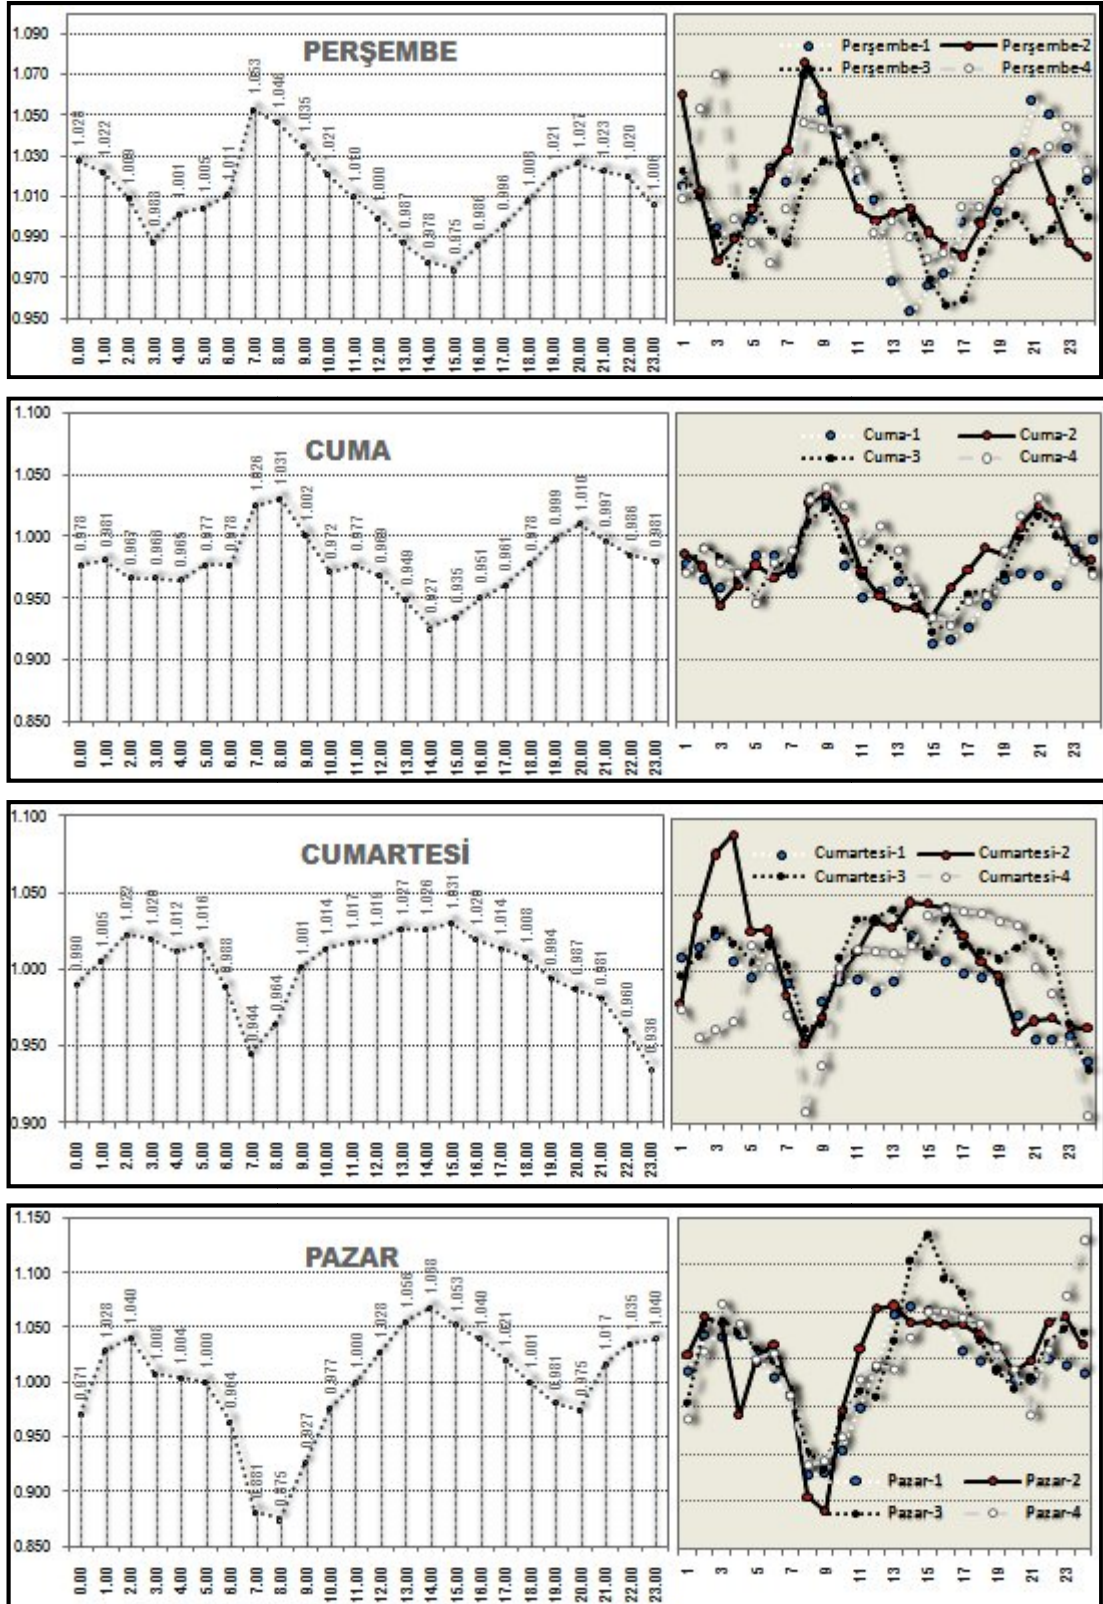 PERŞEMBE
1.090
1.070
1.050
1.030
1.010
0.990
0.970
0.950
1.022 1.009 1.001 1.005 1.011 1.053 1.046 1.035 1.021 1.010 1.000 0.987 0.978 0.975 0.986 0.996 1.008 1.021 1.027 1.023 1.020 1.006
0.00 1.00 2.00 3.00 4.00 5.00 6.00 7.00 8.00 9.00 10.00 11.00 12.00 13.00 14.00 15.00 16.00 17.00 18.00 19.00 20.00 21.00 22.00 23.00
Perşembe-1 Perşembe-2
Perşembe-3 Perşembe-4
1 3 5 7 9 11 13 15 17 19 21 23
CUMA
1.100
1.050
1.000
0.950
0.900
0.850
0.978 0.981 0.967 0.966 0.965 0.977 0.978 1.026 1.031 1.002 0.972 0.977 0.969 0.949 0.927 0.935 0.951 0.961 0.978 0.999 1.010 0.997 0.986 0.981
0.00 1.00 2.00 3.00 4.00 5.00 6.00 7.00 8.00 9.00 10.00 11.00 12.00 13.00 14.00 15.00 16.00 17.00 18.00 19.00 20.00 21.00 22.00 23.00
Cuma-1 Cuma-2
Cuma-3 Cuma-4
1 3 5 7 9 11 13 15 17 19 21 23
CUMARTESİ
1.100
1.050
1.000
0.950
0.900
0.990 1.005 1.022 1.020 1.012 1.016 0.988 0.944 0.964 1.001 1.014 1.017 1.019 1.027 1.026 1.031 1.020 1.014 1.008 0.994 0.987 0.981 0.960 0.936
0.00 1.00 2.00 3.00 4.00 5.00 6.00 7.00 8.00 9.00 10.00 11.00 12.00 13.00 14.00 15.00 16.00 17.00 18.00 19.00 20.00 21.00 22.00 23.00
Cumartesi-1 Cumartesi-2
Cumartesi-3 Cumartesi-4
1 3 5 7 9 11 13 15 17 19 21 23
PAZAR
1.150
1.100
1.050
1.000
0.950
0.900
0.850
0.971 1.028 1.040 1.008 1.004 1.000 0.964 0.881 0.875 0.927 0.977 1.000 1.028 1.056 1.068 1.053 1.040 1.021 1.001 0.981 0.975 1.017 1.035 1.040
0.00 1.00 2.00 3.00 4.00 5.00 6.00 7.00 8.00 9.00 10.00 11.00 12.00 13.00 14.00 15.00 16.00 17.00 18.00 19.00 20.00 21.00 22.00 23.00
Pazar-1 Pazar-2
Pazar-3 Pazar-4
1 3 5 7 9 11 13 15 17 19 21 23